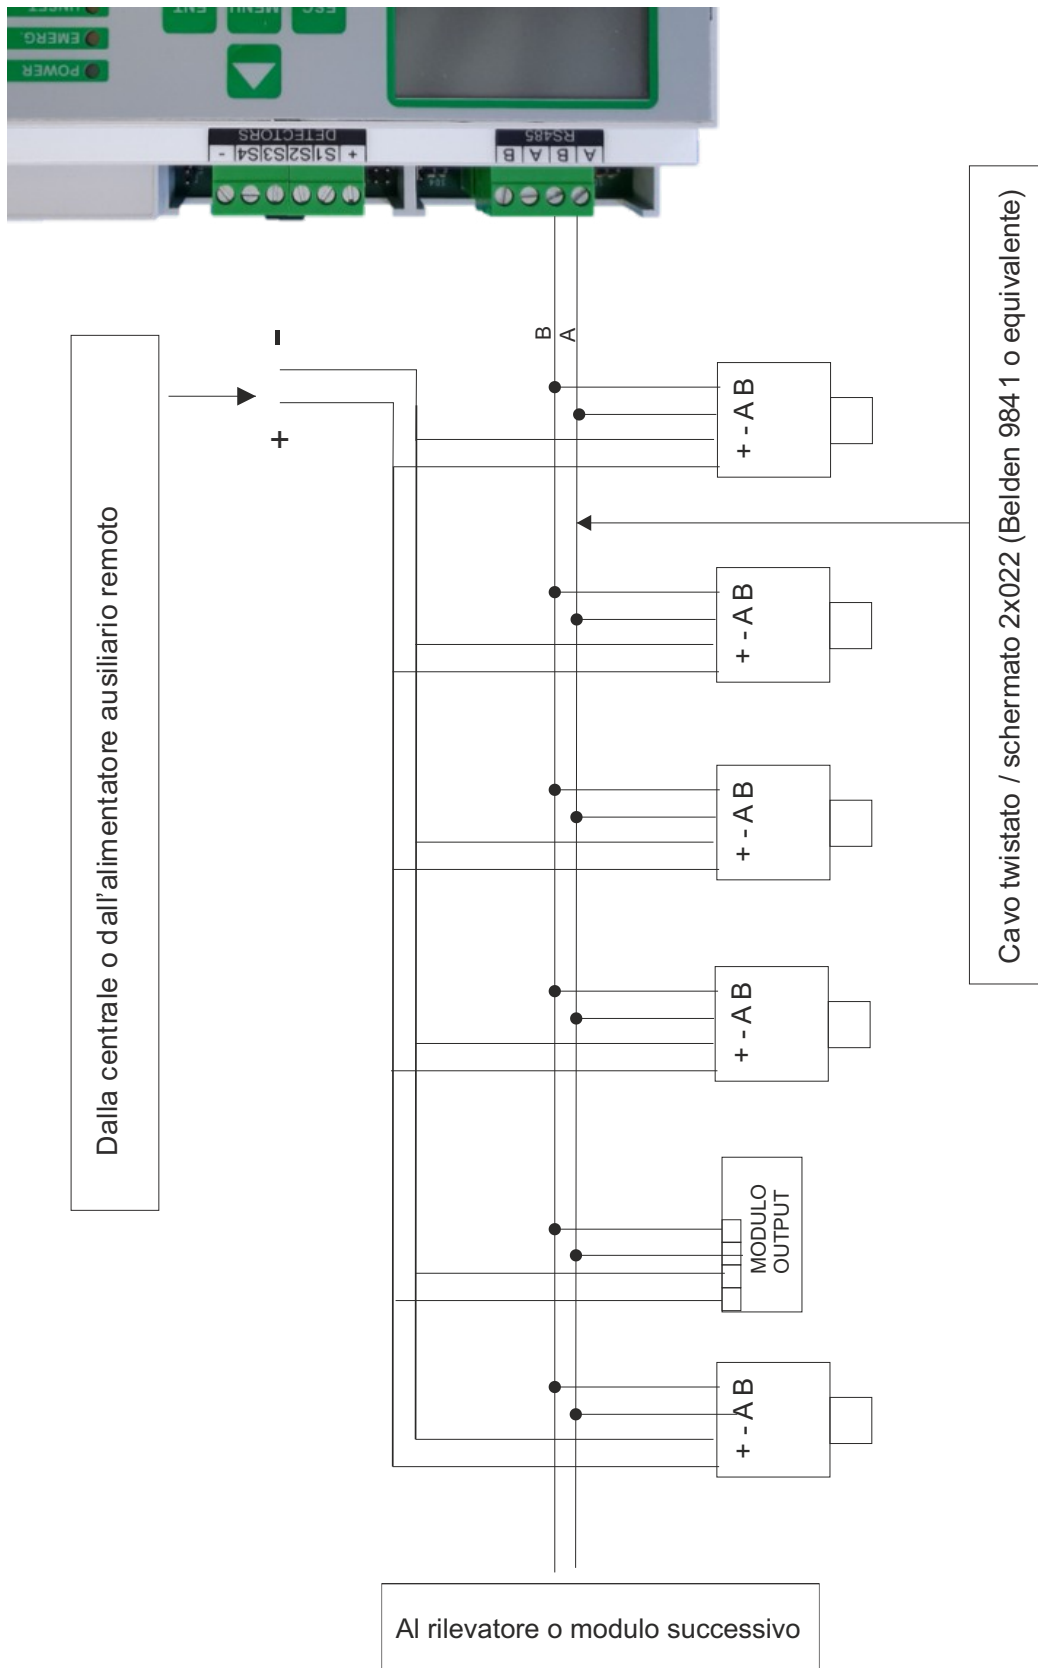 UNSET
EMERG.
POWER
ENT
MENU
ESC
DETECTORS
- S4 S3 S2 S1 +
RS485
B A B A
B
A
-
+
Dalla centrale o dall'alimentatore ausiliario remoto
Cavo twistato / schermato 2x022 (Belden 9841 o equivalente)
+ - A B
+ - A B
+ - A B
+ - A B
MODULO
OUTPUT
+ - A B
Al rilevatore o modulo successivo